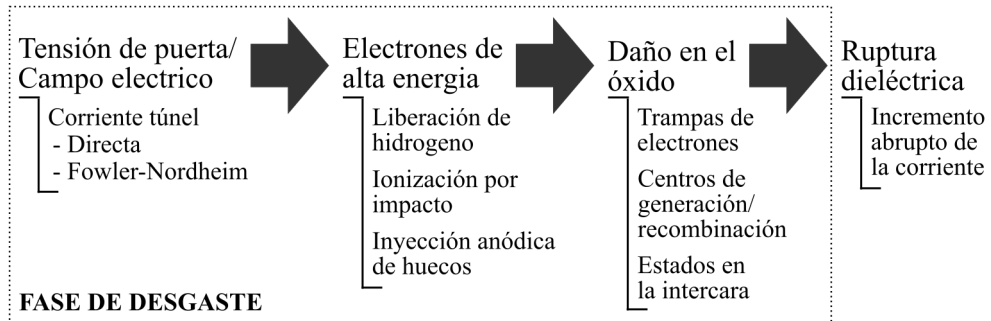 Tensión de puerta/
Campo electrico
Corriente túnel
- Directa
- Fowler-Nordheim
Electrones de
alta energia
Liberación de
hidrogeno
Ionización por
impacto
Inyección anódica
de huecos
Daño en el
óxido
Trampas de
electrones
Centros de
generación/
recombinación
Estados en
la intercara
Ruptura
dieléctrica
Incremento
abrupto de
la corriente
FASE DE DESGASTE